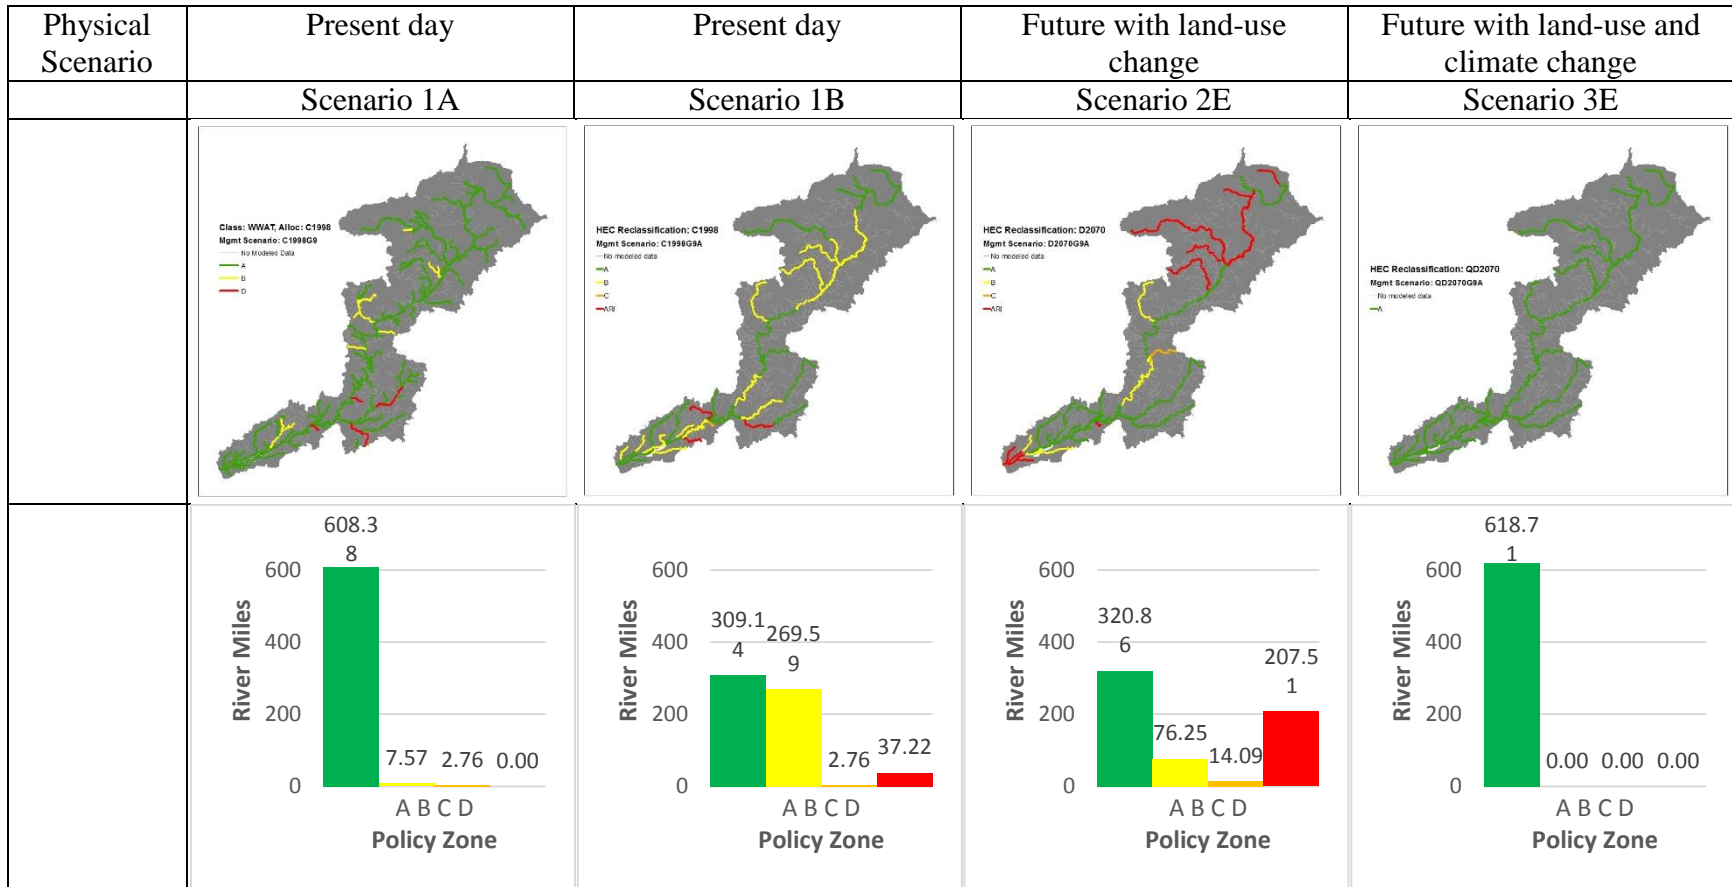 Physical
Scenario
Present day
Present day
Future with land-use
change
Future with land-use and
climate change
Scenario 1A
Scenario 1B
Scenario 2E
Scenario 3E
Class: WWAT, Alloc: C1998
Mgmt Scenario: C1998G9
No Modeled Data
A
B
D
HEC Reclassification: C1998
Mgmt Scenario: C1998G9A
No modeled data
A
B
C
ARI
HEC Reclassification: D2070
Mgmt Scenario: D2070G9A
No modeled data
A
B
C
ARI
HEC Reclassification: QD2070
Mgmt Scenario: QD2070G9A
No modeled data
A
608.3
8
600
400
200
0
7.57
2.76
0.00
River Miles
A B C D
Policy Zone
600
400
200
0
309.1
4
269.5
9
2.76
37.22
River Miles
A B C D
Policy Zone
600
400
200
0
320.8
6
76.25
14.09
207.5
1
River Miles
A B C D
Policy Zone
618.7
1
600
400
200
0
0.00
0.00
0.00
River Miles
A B C D
Policy Zone